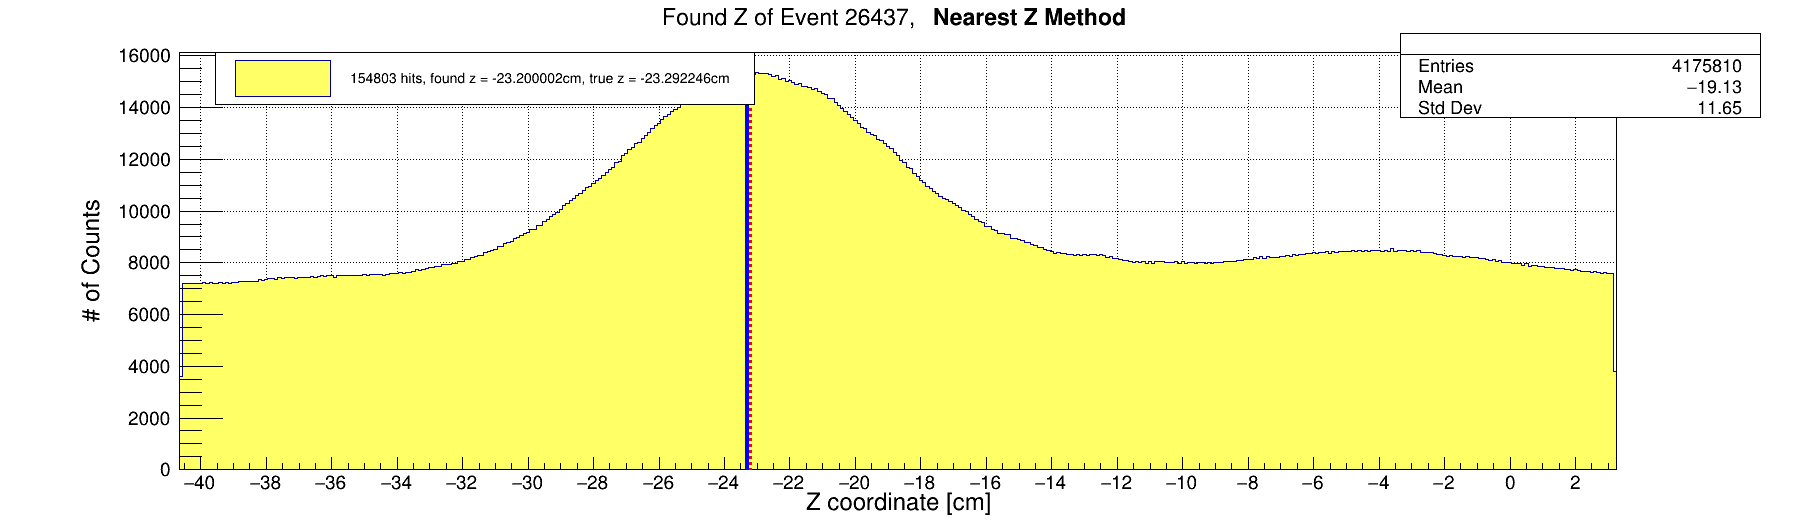 Found Z of Event 26437, Nearest Z Method
154803 hits, found z = -23.200002cm, true z = -23.292246cm
Entries 4175810
Mean −19.13
Std Dev 11.65
# of Counts
16000
14000
12000
10000
8000
6000
4000
2000
0
−40 −38 −36 −34 −32 −30 −28 −26 −24 −22 −20 −18 −16 −14 −12 −10 −8 −6 −4 −2 0 2
Z coordinate [cm]